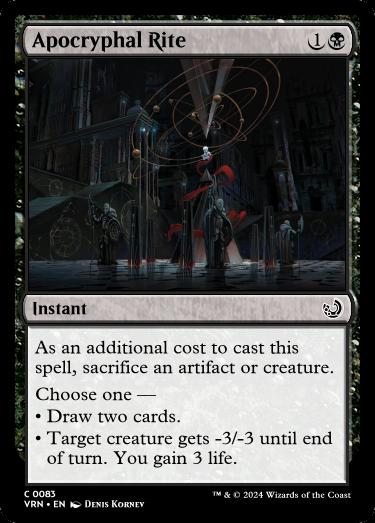 Apocryphal Rite 1
Instant
As an additional cost to cast this
spell, sacrifice an artifact or creature.
Choose one —
• Draw two cards.
• Target creature gets -3/-3 until end
of turn. You gain 3 life.
C 0083
VRN • EN Denis Kornev
™ & © 2024 Wizards of the Coast